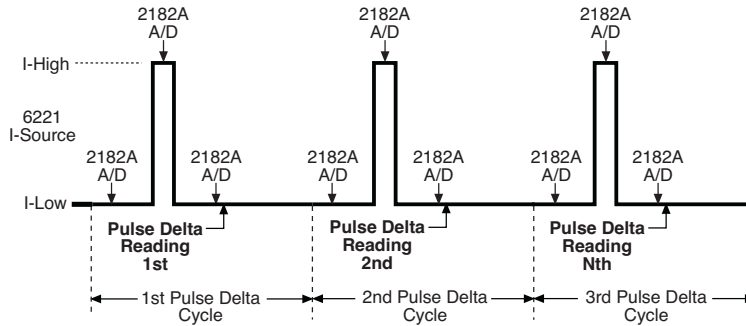 2182A
A/D
2182A
A/D
2182A
A/D
I-High
6221
I-Source
2182A
A/D
2182A
A/D
2182A
A/D
2182A
A/D
2182A
A/D
2182A
A/D
I-Low
Pulse Delta
Reading
1st
Pulse Delta
Reading
2nd
Pulse Delta
Reading
Nth
1st Pulse Delta
Cycle
2nd Pulse Delta
Cycle
3rd Pulse Delta
Cycle